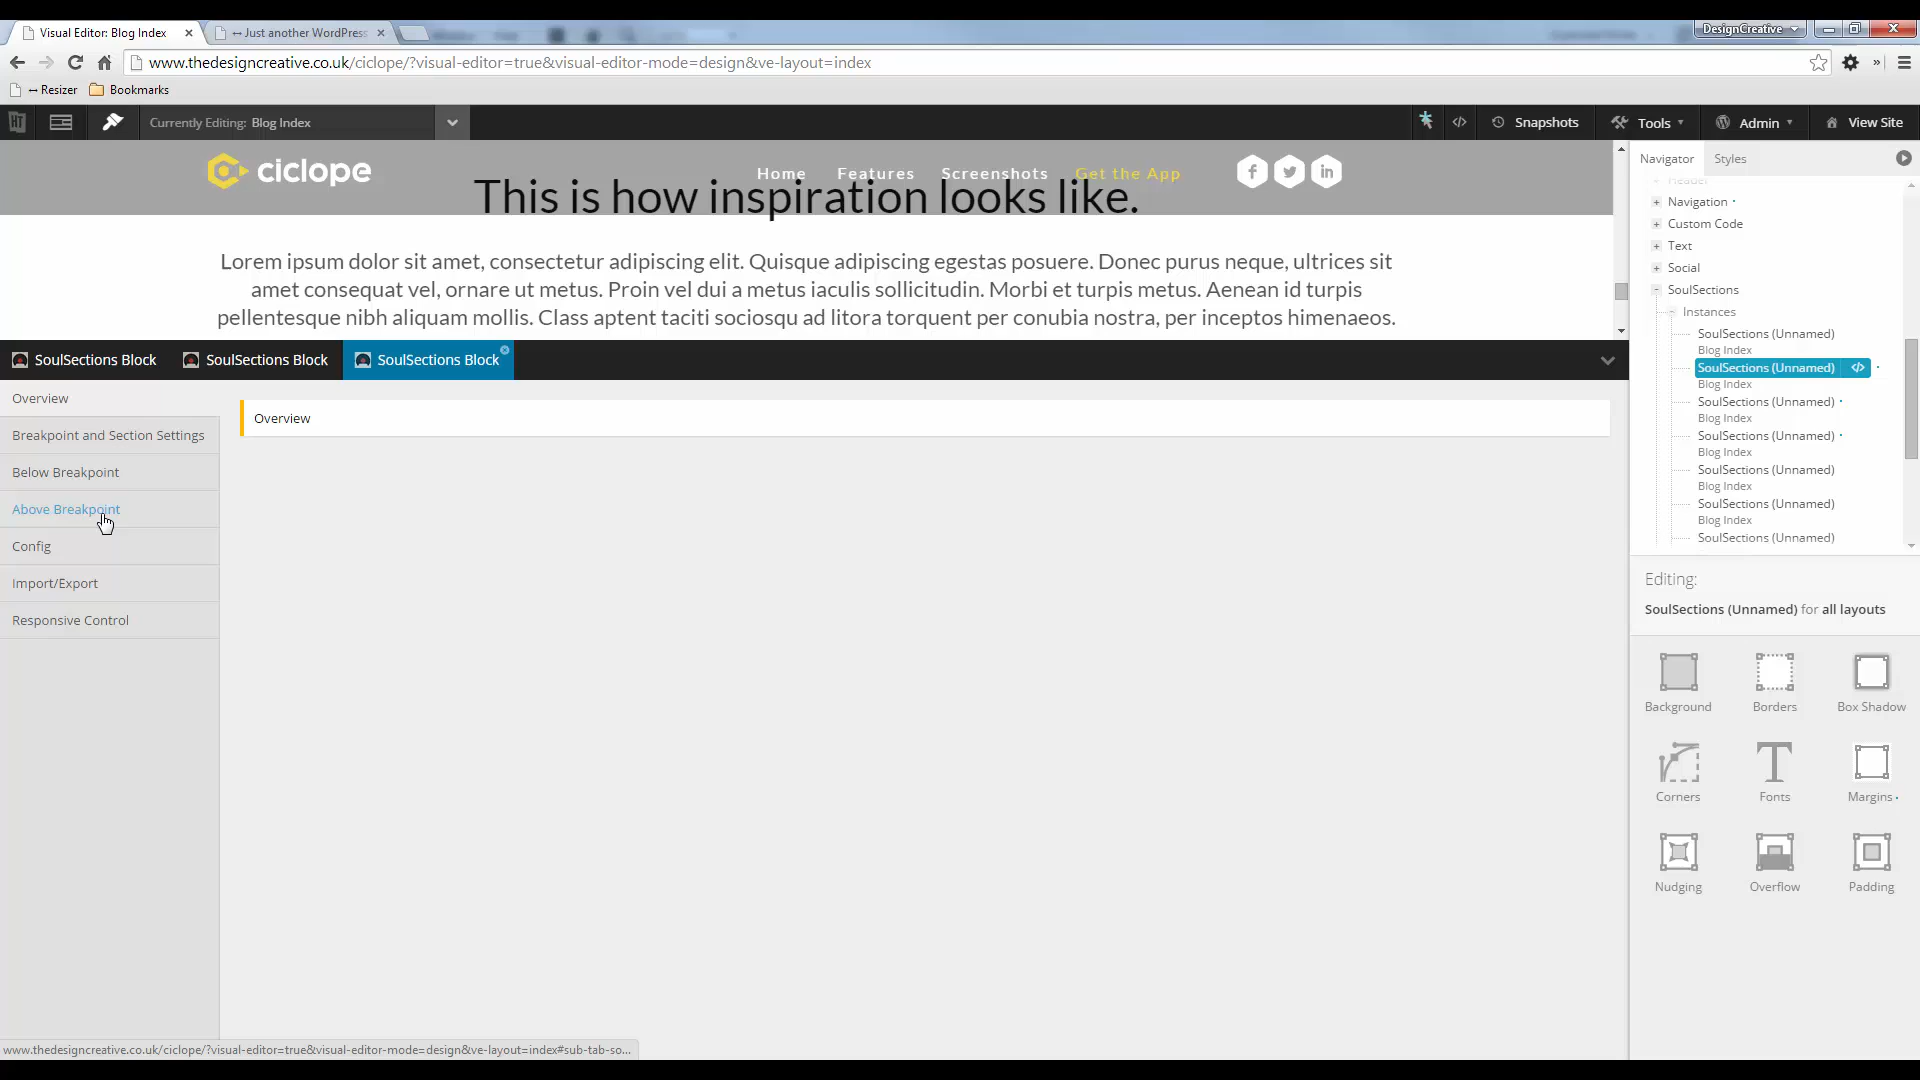 Visual Editor: Blog Index
↔ Just another WordPress
DesignCreative
www.thedesigncreative.co.uk/ciclope/?visual-editor=true&visual-editor-mode=design&ve-layout=index
↔ Resizer
Bookmarks
HT
Currently Editing: Blog Index
Snapshots
Tools
Admin
View Site
ciclope
Home
Features
Screenshots
Get the App
This is how inspiration looks like.
Lorem ipsum dolor sit amet, consectetur adipiscing elit. Quisque adipiscing egestas posuere. Donec purus neque, ultrices sit
amet consequat vel, ornare ut metus. Proin vel dui a metus iaculis sollicitudin. Morbi et turpis metus. Aenean id turpis
pellentesque nibh aliquam mollis. Class aptent taciti sociosqu ad litora torquent per conubia nostra, per inceptos himenaeos.
SoulSections Block
SoulSections Block
SoulSections Block
Overview
Breakpoint and Section Settings
Below Breakpoint
Above Breakpoint
Config
Import/Export
Responsive Control
Overview
Navigator
Styles
Header
Navigation
Custom Code
Text
Social
SoulSections
Instances
SoulSections (Unnamed)
Blog Index
SoulSections (Unnamed) </>
Blog Index
SoulSections (Unnamed)
Blog Index
SoulSections (Unnamed)
Blog Index
SoulSections (Unnamed)
Blog Index
SoulSections (Unnamed)
Blog Index
SoulSections (Unnamed)
Editing:
SoulSections (Unnamed) for all layouts
Background
Borders
Box Shadow
Corners
Fonts
Margins
Nudging
Overflow
Padding
www.thedesigncreative.co.uk/ciclope/?visual-editor=true&visual-editor-mode=design&ve-layout=index#sub-tab-so...